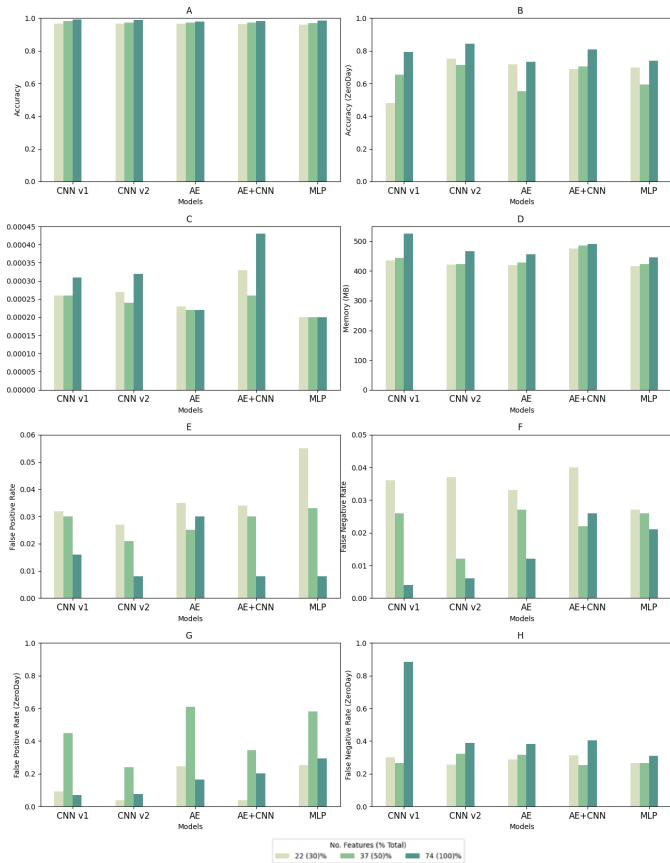 A
1.0
0.8
0.6
0.4
0.2
0.0
Accuracy
CNN v1 CNN v2 AE AE+CNN MLP
Models
B
1.0
0.8
0.6
0.4
0.2
0.0
Accuracy (ZeroDay)
CNN v1 CNN v2 AE AE+CNN MLP
Models
C
0.00045
0.00040
0.00035
0.00030
0.00025
0.00020
0.00015
0.00010
0.00005
0.00000
CNN v1 CNN v2 AE AE+CNN MLP
Models
D
500
400
300
200
100
0
Memory (MB)
CNN v1 CNN v2 AE AE+CNN MLP
Models
E
0.06
0.05
0.04
0.03
0.02
0.01
0.00
False Positive Rate
CNN v1 CNN v2 AE AE+CNN MLP
Models
F
0.05
0.04
0.03
0.02
0.01
0.00
False Negative Rate
CNN v1 CNN v2 AE AE+CNN MLP
Models
G
1.0
0.8
0.6
0.4
0.2
0.0
False Positive Rate (ZeroDay)
CNN v1 CNN v2 AE AE+CNN MLP
Models
H
1.0
0.8
0.6
0.4
0.2
0.0
False Negative Rate (ZeroDay)
CNN v1 CNN v2 AE AE+CNN MLP
Models
No. Features (% Total)
22 (30)% 37 (50)% 74 (100)%